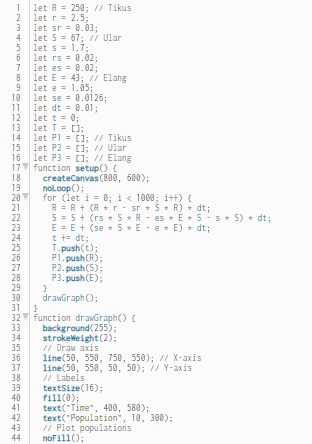 1 let R = 250; // Tikus
2 let r = 2.5;
3 let sr = 0.03;
4 let S = 67; // Ular
5 let s = 1.7;
6 let rs = 0.02;
7 let es = 0.02;
8 let E = 43; // Elang
9 let e = 1.05;
10 let se = 0.0126;
11 let dt = 0.01;
12 let t = 0;
13 let T = [];
14 let P1 = []; // Tikus
15 let P2 = []; // Ular
16 let P3 = []; // Elang
17 function setup() {
18 createCanvas(800, 600);
19 noLoop();
20 for (let i = 0; i < 1000; i++) {
21 R = R + (R * r - sr * S * R) * dt;
22 S = S + (rs * S * R - es * E * S - s * S) * dt;
23 E = E + (se * S * E - e * E) * dt;
24 t += dt;
25 T.push(t);
26 P1.push(R);
27 P2.push(S);
28 P3.push(E);
29 }
30 drawGraph();
31 }
32 function drawGraph() {
33 background(255);
34 strokeWeight(2);
35 // Draw axis
36 line(50, 550, 750, 550); // X-axis
37 line(50, 550, 50, 50); // Y-axis
38 // Labels
39 textSize(16);
40 fill(0);
41 text("Time", 400, 580);
42 text("Population", 10, 300);
43 // Plot populations
44 noFill();